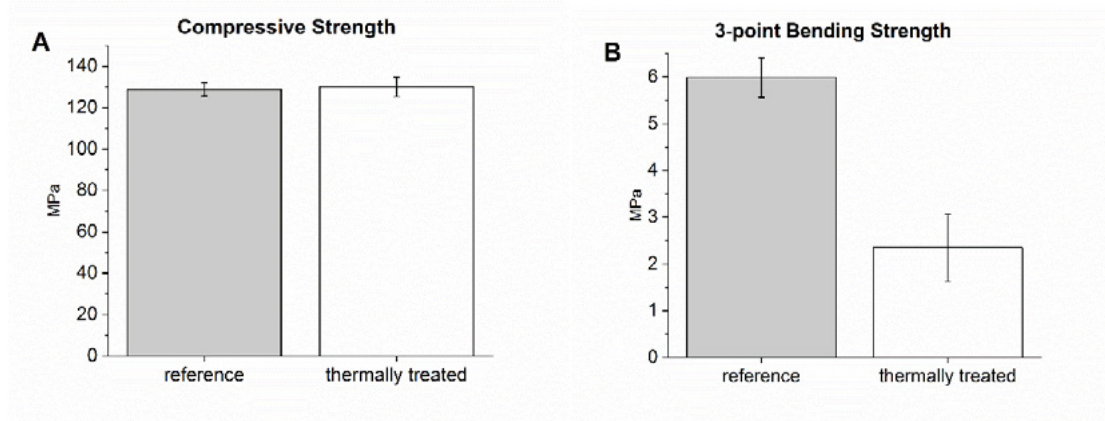 A
Compressive Strength
140
120
100
80
60
40
20
0
MPa
reference thermally treated
B
3-point Bending Strength
6
5
4
3
2
1
0
MPa
reference thermally treated